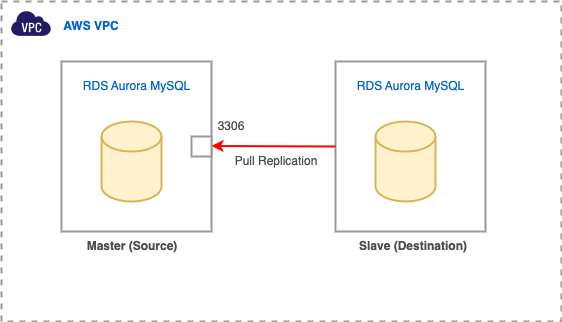 VPC
AWS VPC
RDS Aurora MySQL
RDS Aurora MySQL
3306
Pull Replication
Master (Source)
Slave (Destination)